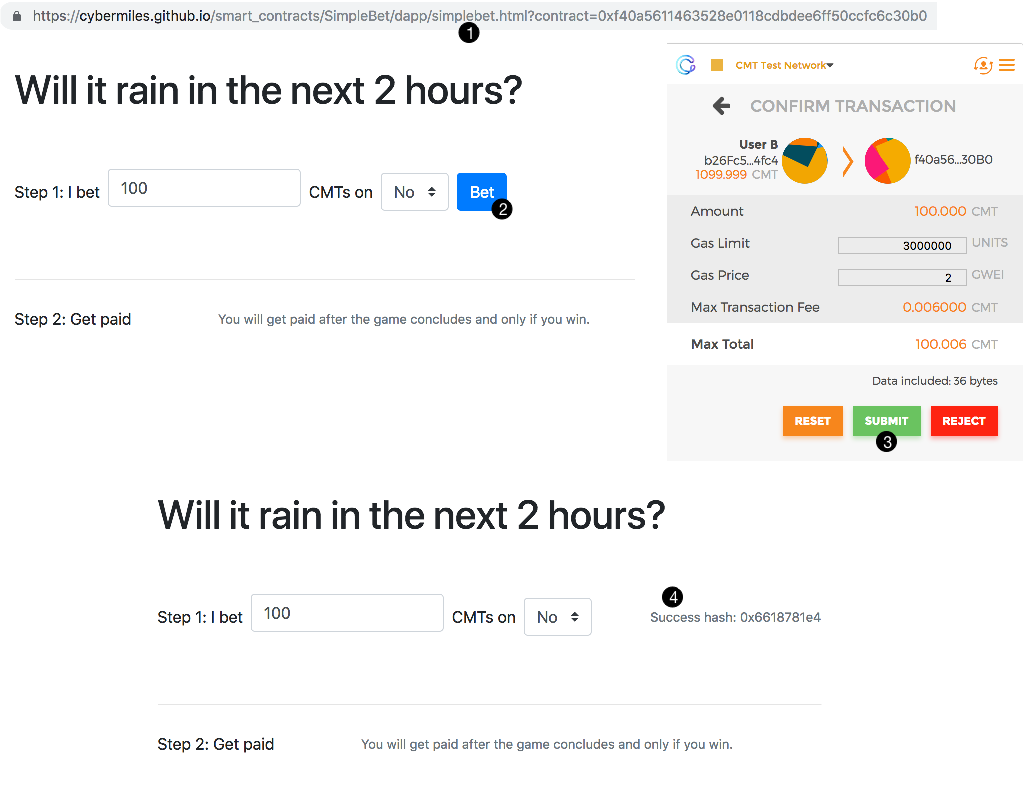 https://cybermiles.github.io/smart_contracts/SimpleBet/dapp/simplebet.html?contract=0xf40a5611463528e0118cdbdee6ff50ccfc6c30b0
1
Will it rain in the next 2 hours?
Step 1: I bet 100 CMTs on No Bet
2
Step 2: Get paid You will get paid after the game concludes and only if you win.
CMT Test Network
CONFIRM TRANSACTION
User B
b26Fc5...4fc4 f40a56...30B0
1099.999 CMT
Amount 100.000 CMT
Gas Limit 3000000 UNITS
Gas Price 2 GWEI
Max Transaction Fee 0.006000 CMT
Max Total 100.006 CMT
Data included: 36 bytes
RESET SUBMIT REJECT
3
Will it rain in the next 2 hours?
4
Step 1: I bet 100 CMTs on No Success hash: 0x6618781e4
Step 2: Get paid You will get paid after the game concludes and only if you win.